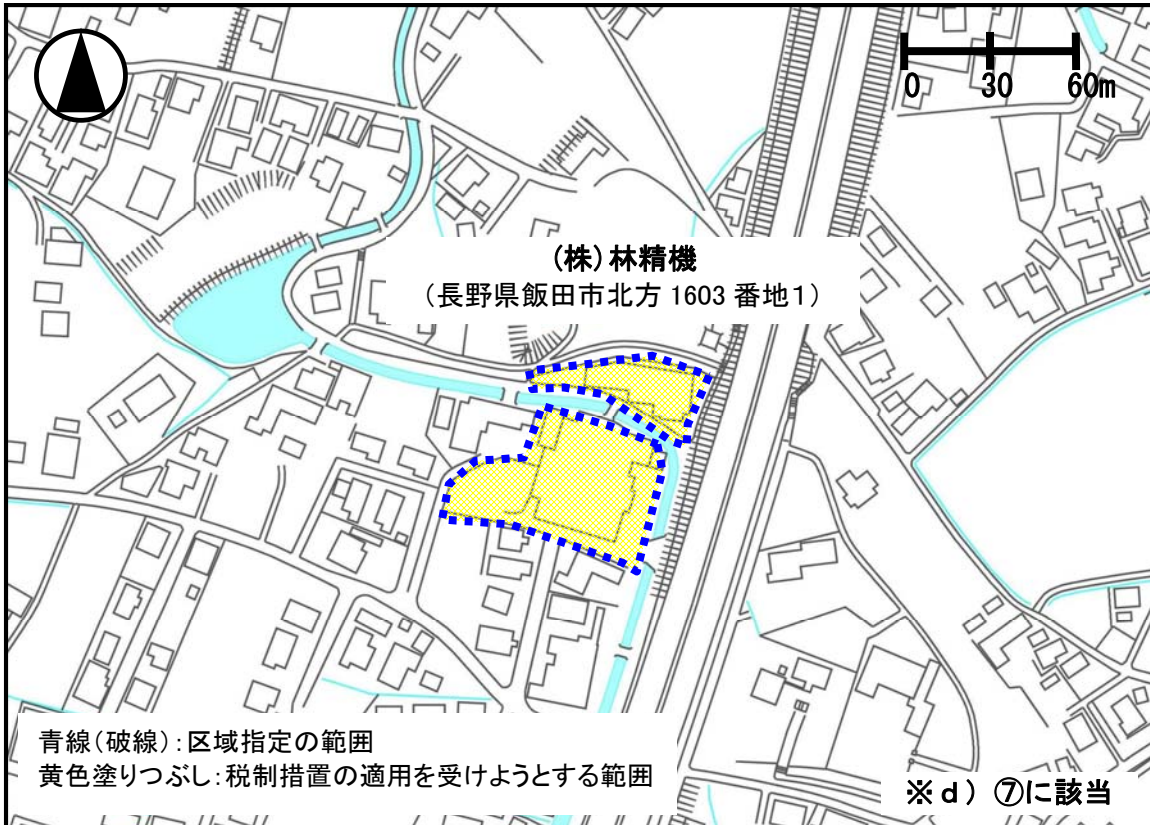 0 30 60m
(株)林精機
(長野県飯田市北方 1603 番地1)
青線(破線):区域指定の範囲
黄色塗りつぶし:税制措置の適用を受けようとする範囲
※d) ⑦に該当